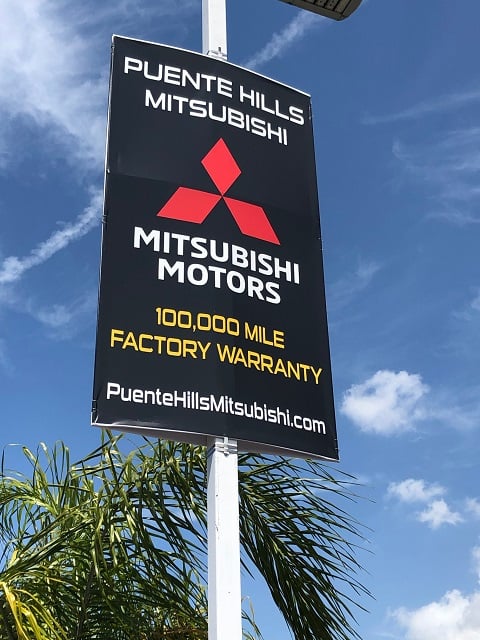 PUENTE HILLS
MITSUBISHI
MITSUBISHI
MOTORS
100,000 MILE
FACTORY WARRANTY
PuenteHillsMitsubishi.com